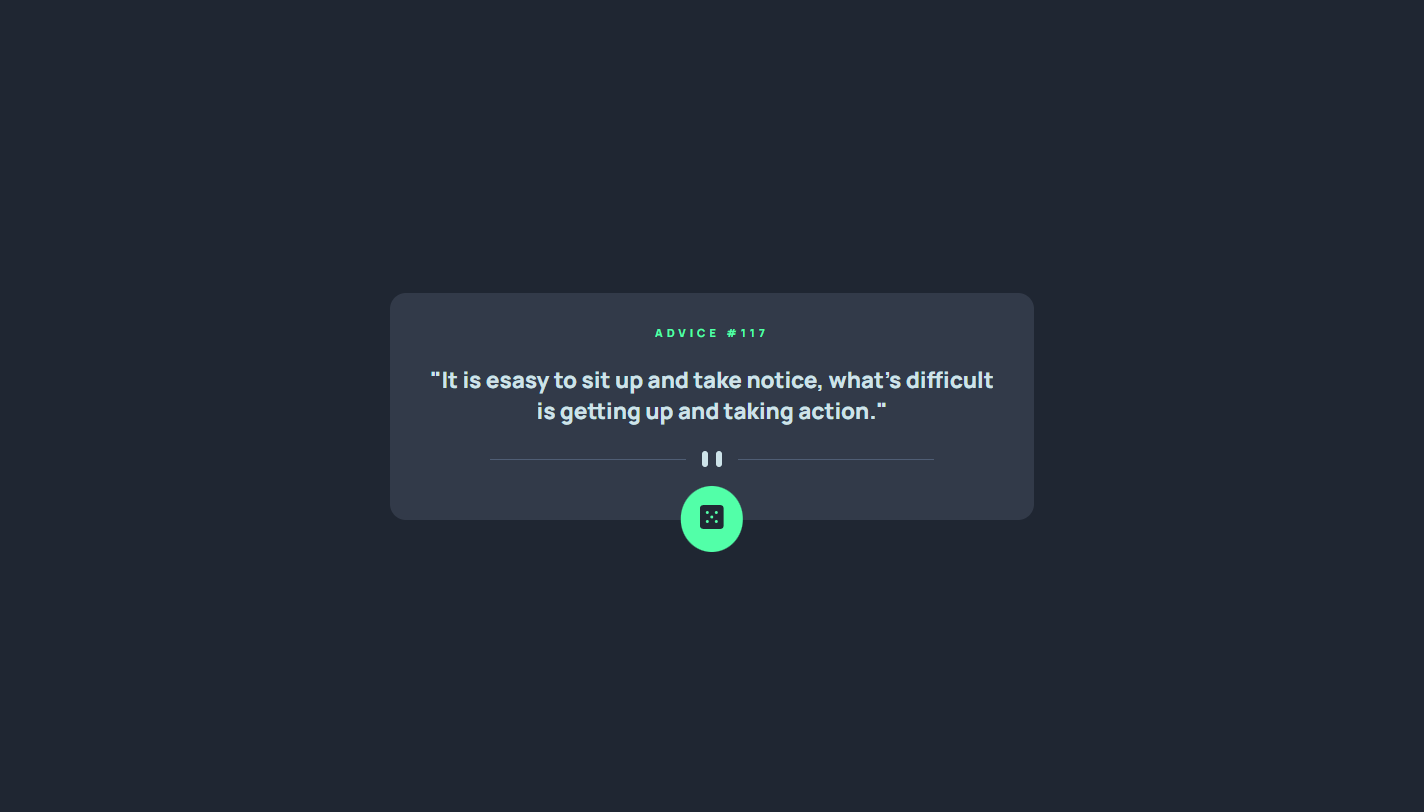 ADVICE #117
"It is esasy to sit up and take notice, what's difficult
is getting up and taking action."